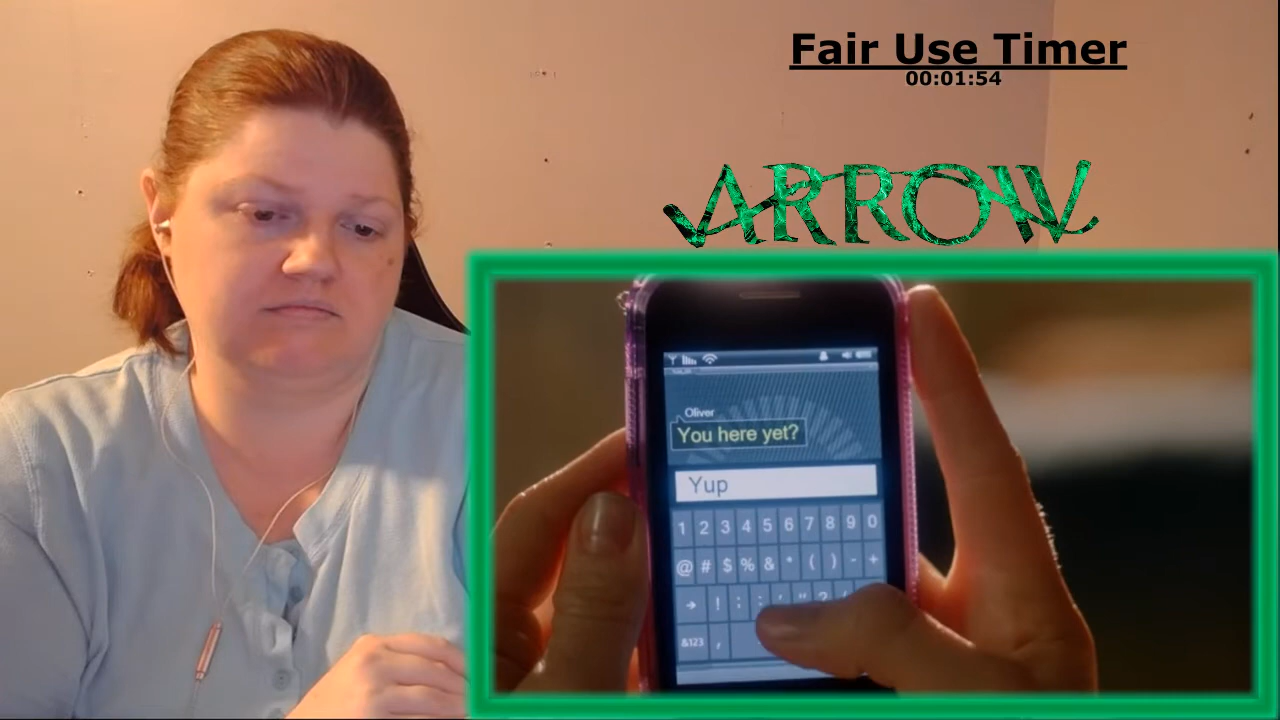 Fair Use Timer
00:01:54
ARROW
Oliver
You here yet?
Yup
1 2 3 4 5 6 7 8 9 0
@ # $ % & * ( ) - +
! : ;
&123 ,